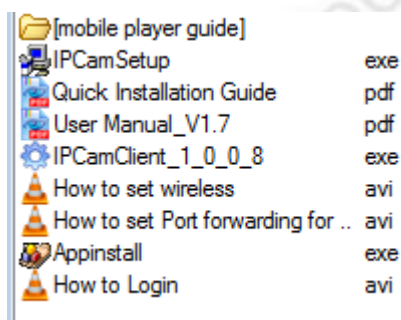 [mobile player guide]
IPCamSetup exe
Quick Installation Guide pdf
User Manual_V1.7 pdf
IPCamClient_1_0_0_8 exe
How to set wireless avi
How to set Port forwarding for .. avi
Appinstall exe
How to Login avi